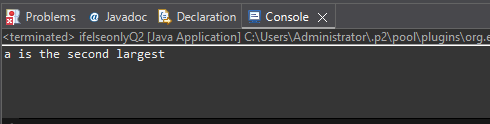 Problems Javadoc Declaration Console
<terminated> ifelseonlyQ2 [Java Application] C:\Users\Administrator\.p2\pool\plugins\org.e
a is the second largest